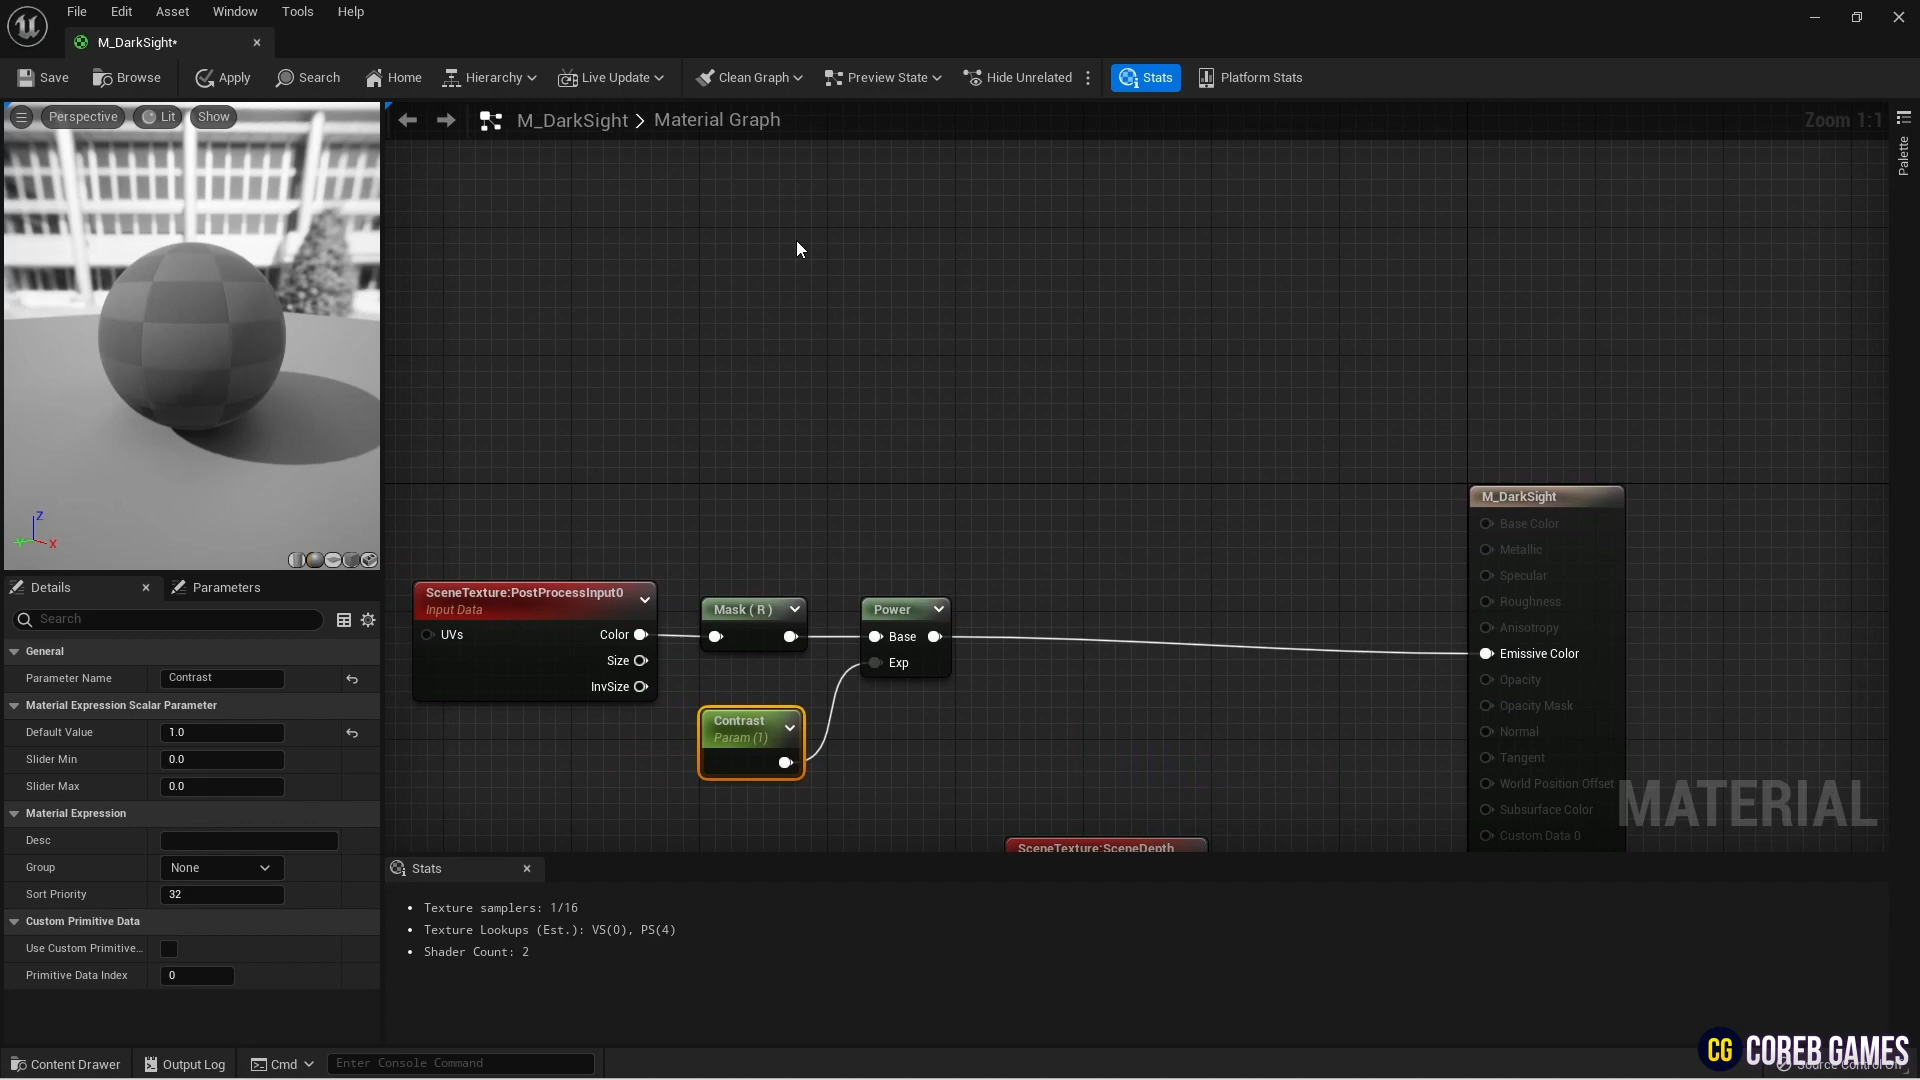 File Edit Asset Window Tools Help
M_DarkSight*
Save Browse Apply Search Home Hierarchy Live Update Clean Graph Preview State Hide Unrelated Stats Platform Stats
Perspective Lit Show
M_DarkSight > Material Graph
Zoom 1:1
Palette
Z
Y
X
Details
Parameters
Search
General
Parameter Name Contrast
Material Expression Scalar Parameter
Default Value 1.0
Slider Min 0.0
Slider Max 0.0
Material Expression
Desc
Group None
Sort Priority 32
Custom Primitive Data
Use Custom Primitive...
Primitive Data Index 0
SceneTexture:PostProcessInput0
Input Data
UVs Color
Size
InvSize
Mask ( R )
Power
Base
Exp
Contrast
Param (1)
SceneTexture:SceneDepth
M_DarkSight
Base Color
Metallic
Specular
Roughness
Anisotropy
Emissive Color
Opacity
Opacity Mask
Normal
Tangent
World Position Offset
Subsurface Color
Custom Data 0
MATERIAL
Stats
• Texture samplers: 1/16
• Texture Lookups (Est.): VS(0), PS(4)
• Shader Count: 2
Content Drawer Output Log Cmd Enter Console Command
CG COREB GAMES
Source Control Off